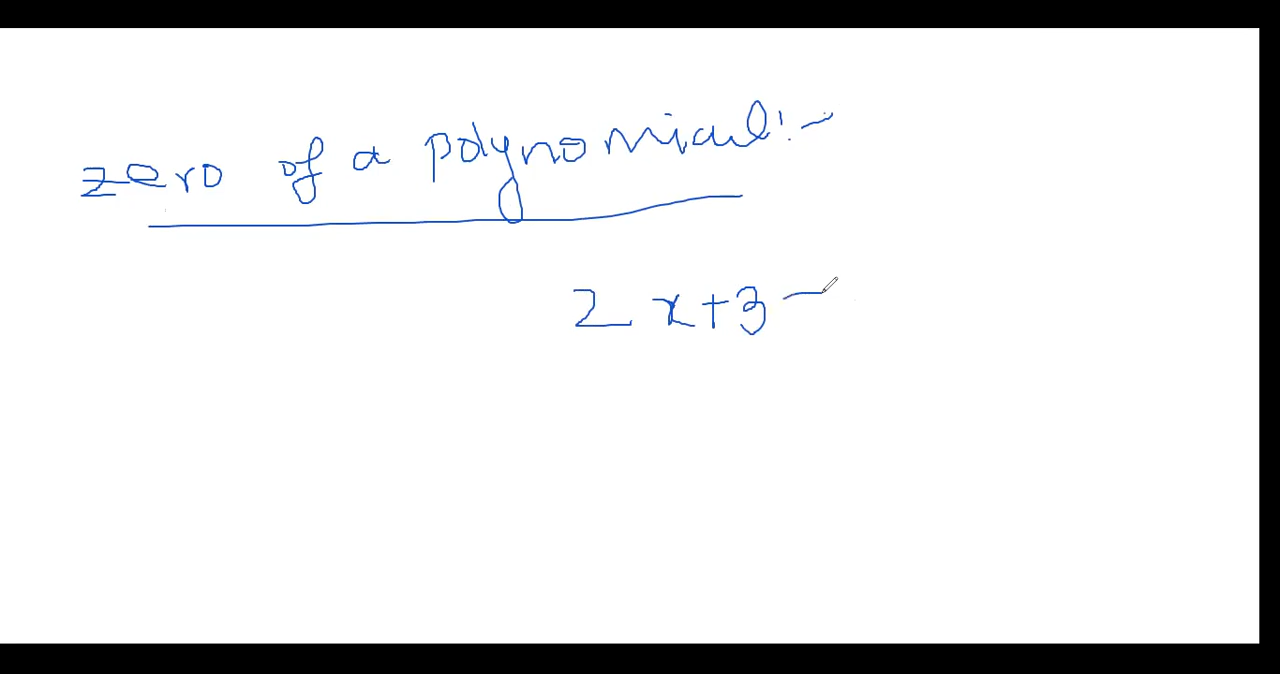 zero of a polynomial:-
2x+3 -